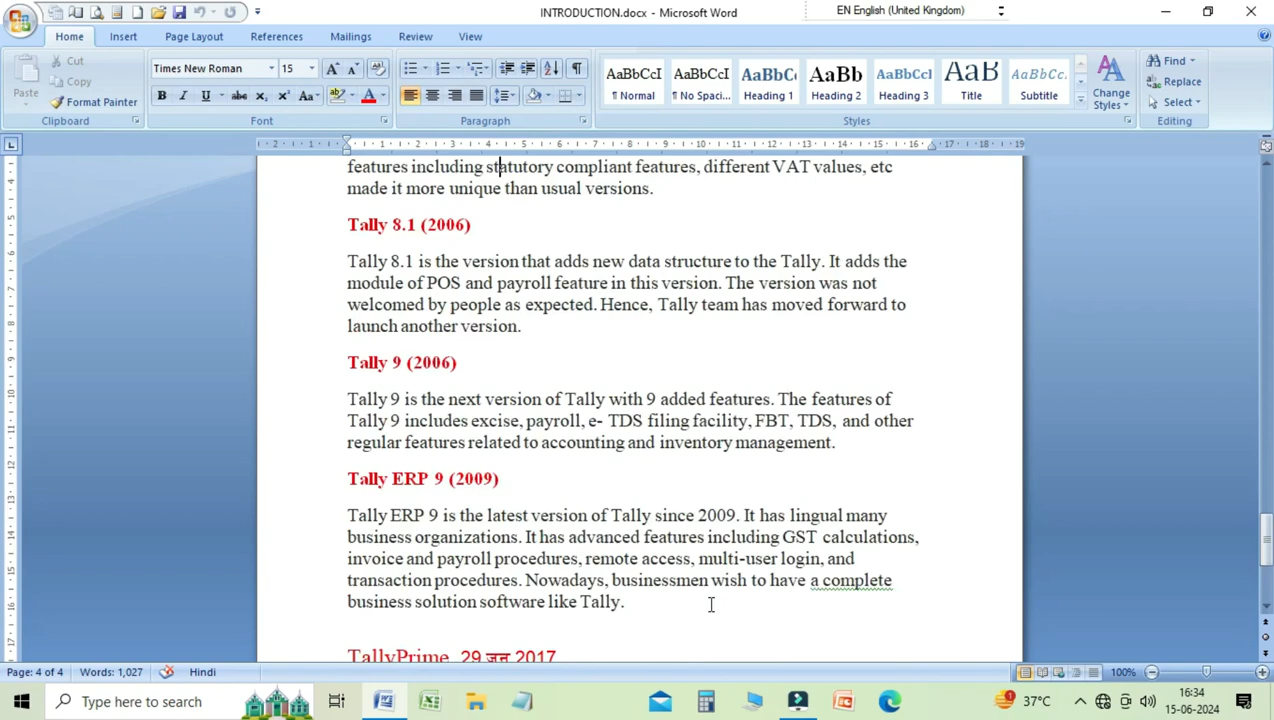 INTRODUCTION.docx - Microsoft Word
EN English (United Kingdom)
Home Insert Page Layout References Mailings Review View
Paste
Cut
Copy
Format Painter
Clipboard
Times New Roman 15
Font
Paragraph
AaBbCcI AaBbCcI AaBbCc AaBb AaBbCcI AaB AaBbCcI
¶ Normal ¶ No Spaci... Heading 1 Heading 2 Heading 3 Title Subtitle
Change Styles
Styles
Find
Replace
Select
Editing
features including statutory compliant features, different VAT values, etc
made it more unique than usual versions.
Tally 8.1 (2006)
Tally 8.1 is the version that adds new data structure to the Tally. It adds the
module of POS and payroll feature in this version. The version was not
welcomed by people as expected. Hence, Tally team has moved forward to
launch another version.
Tally 9 (2006)
Tally 9 is the next version of Tally with 9 added features. The features of
Tally 9 includes excise, payroll, e- TDS filing facility, FBT, TDS, and other
regular features related to accounting and inventory management.
Tally ERP 9 (2009)
Tally ERP 9 is the latest version of Tally since 2009. It has lingual many
business organizations. It has advanced features including GST calculations,
invoice and payroll procedures, remote access, multi-user login, and
transaction procedures. Nowadays, businessmen wish to have a complete
business solution software like Tally.
TallyPrime 29 जून 2017
Page: 4 of 4 Words: 1,027 Hindi 100%
Type here to search
37°C
16:34
15-06-2024